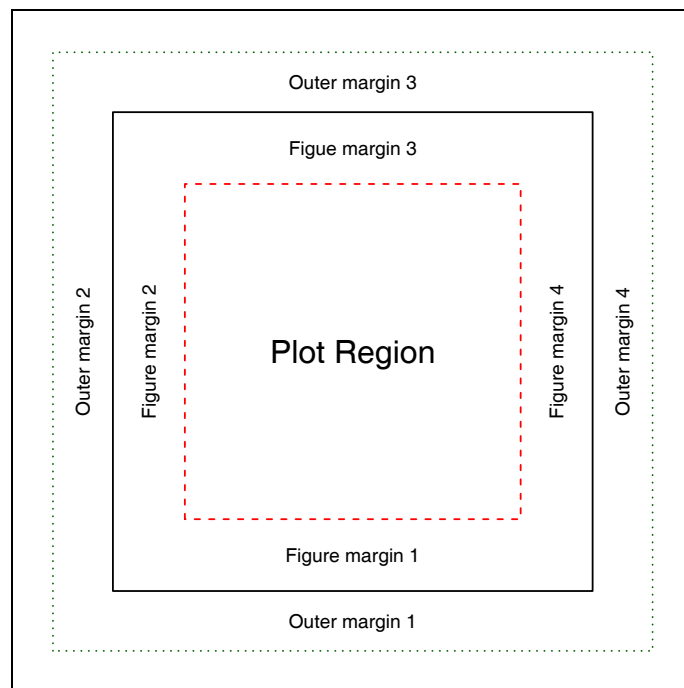 Outer margin 3
Figue margin 3
Outer margin 2
Figure margin 2
Plot Region
Figure margin 4
Outer margin 4
Figure margin 1
Outer margin 1